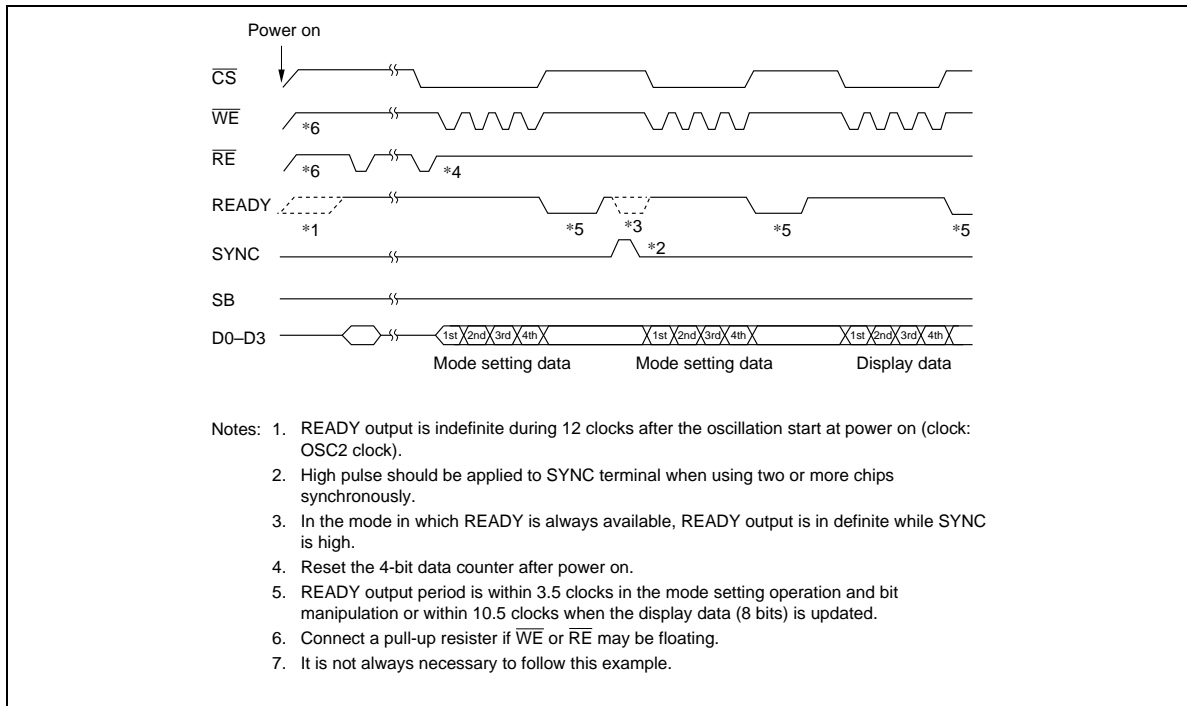 Power on
C̅S̅
W̅E̅
*6
R̅E̅
*6
*4
READY
*1
*5
*3
*5
*5
SYNC
*2
SB
D0–D3
1st 2nd 3rd 4th
1st 2nd 3rd 4th
1st 2nd 3rd 4th
Mode setting data
Mode setting data
Display data
Notes: 1. READY output is indefinite during 12 clocks after the oscillation start at power on (clock:
OSC2 clock).
2. High pulse should be applied to SYNC terminal when using two or more chips
synchronously.
3. In the mode in which READY is always available, READY output is in definite while SYNC
is high.
4. Reset the 4-bit data counter after power on.
5. READY output period is within 3.5 clocks in the mode setting operation and bit
manipulation or within 10.5 clocks when the display data (8 bits) is updated.
6. Connect a pull-up resister if W̅E̅ or R̅E̅ may be floating.
7. It is not always necessary to follow this example.